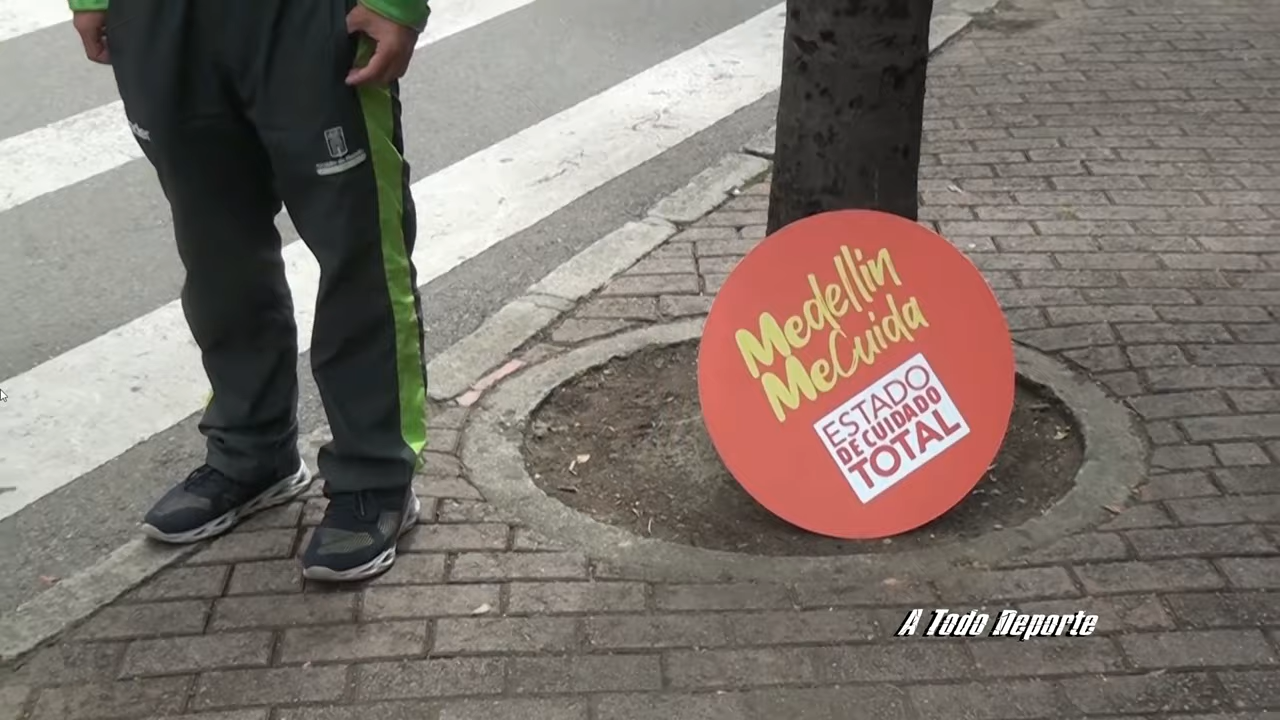 Medellín
MeCuida
ESTADO
DE CUIDADO
TOTAL
A Todo Deporte